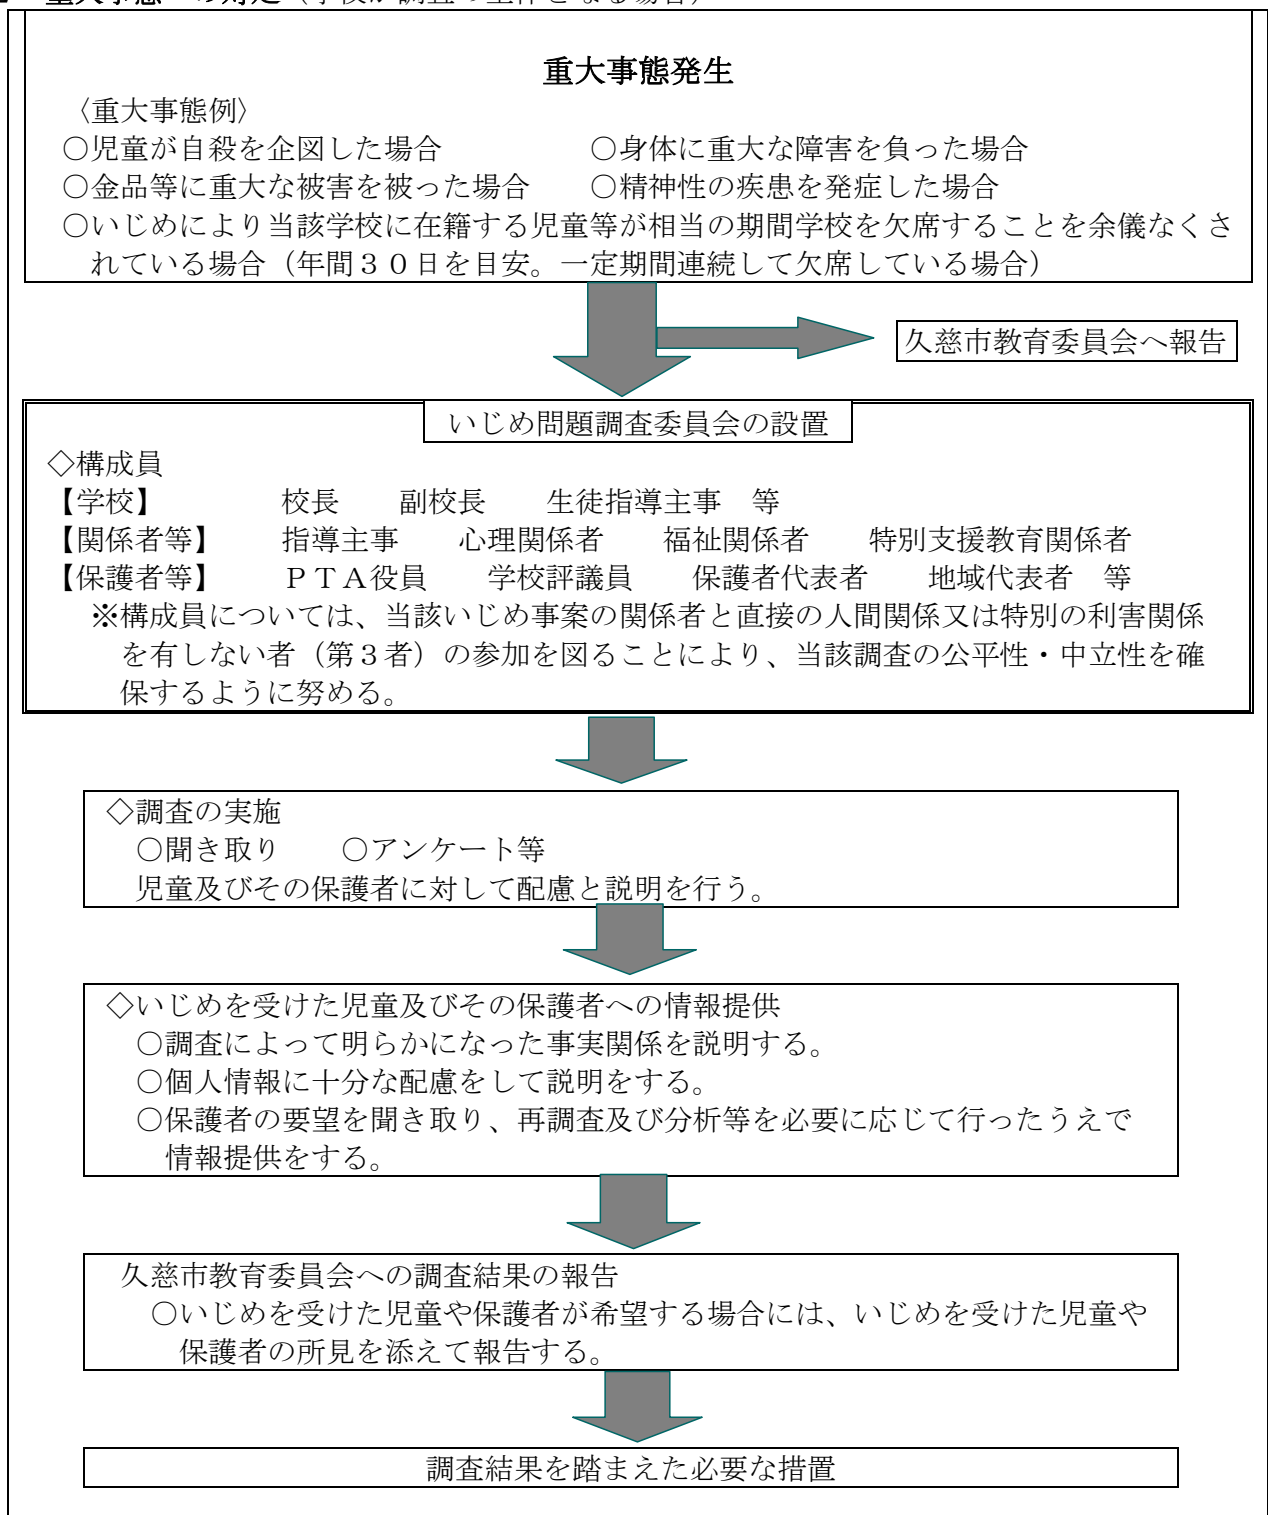 重大事態発生
〈重大事態例〉
○児童が自殺を企図した場合　○身体に重大な障害を負った場合
○金品等に重大な被害を被った場合　○精神性の疾患を発症した場合
○いじめにより当該学校に在籍する児童等が相当の期間学校を欠席することを余儀なくさ
れている場合（年間３０日を目安。一定期間連続して欠席している場合）
久慈市教育委員会へ報告
いじめ問題調査委員会の設置
◇構成員
【学校】　校長　副校長　生徒指導主事　等
【関係者等】　指導主事　心理関係者　福祉関係者　特別支援教育関係者
【保護者等】　ＰＴＡ役員　学校評議員　保護者代表者　地域代表者　等
※構成員については、当該いじめ事案の関係者と直接の人間関係又は特別の利害関係
を有しない者（第３者）の参加を図ることにより、当該調査の公平性・中立性を確
保するように努める。
◇調査の実施
○聞き取り　○アンケート等
児童及びその保護者に対して配慮と説明を行う。
◇いじめを受けた児童及びその保護者への情報提供
○調査によって明らかになった事実関係を説明する。
○個人情報に十分な配慮をして説明をする。
○保護者の要望を聞き取り、再調査及び分析等を必要に応じて行ったうえで
情報提供をする。
久慈市教育委員会への調査結果の報告
○いじめを受けた児童や保護者が希望する場合には、いじめを受けた児童や
保護者の所見を添えて報告する。
調査結果を踏まえた必要な措置